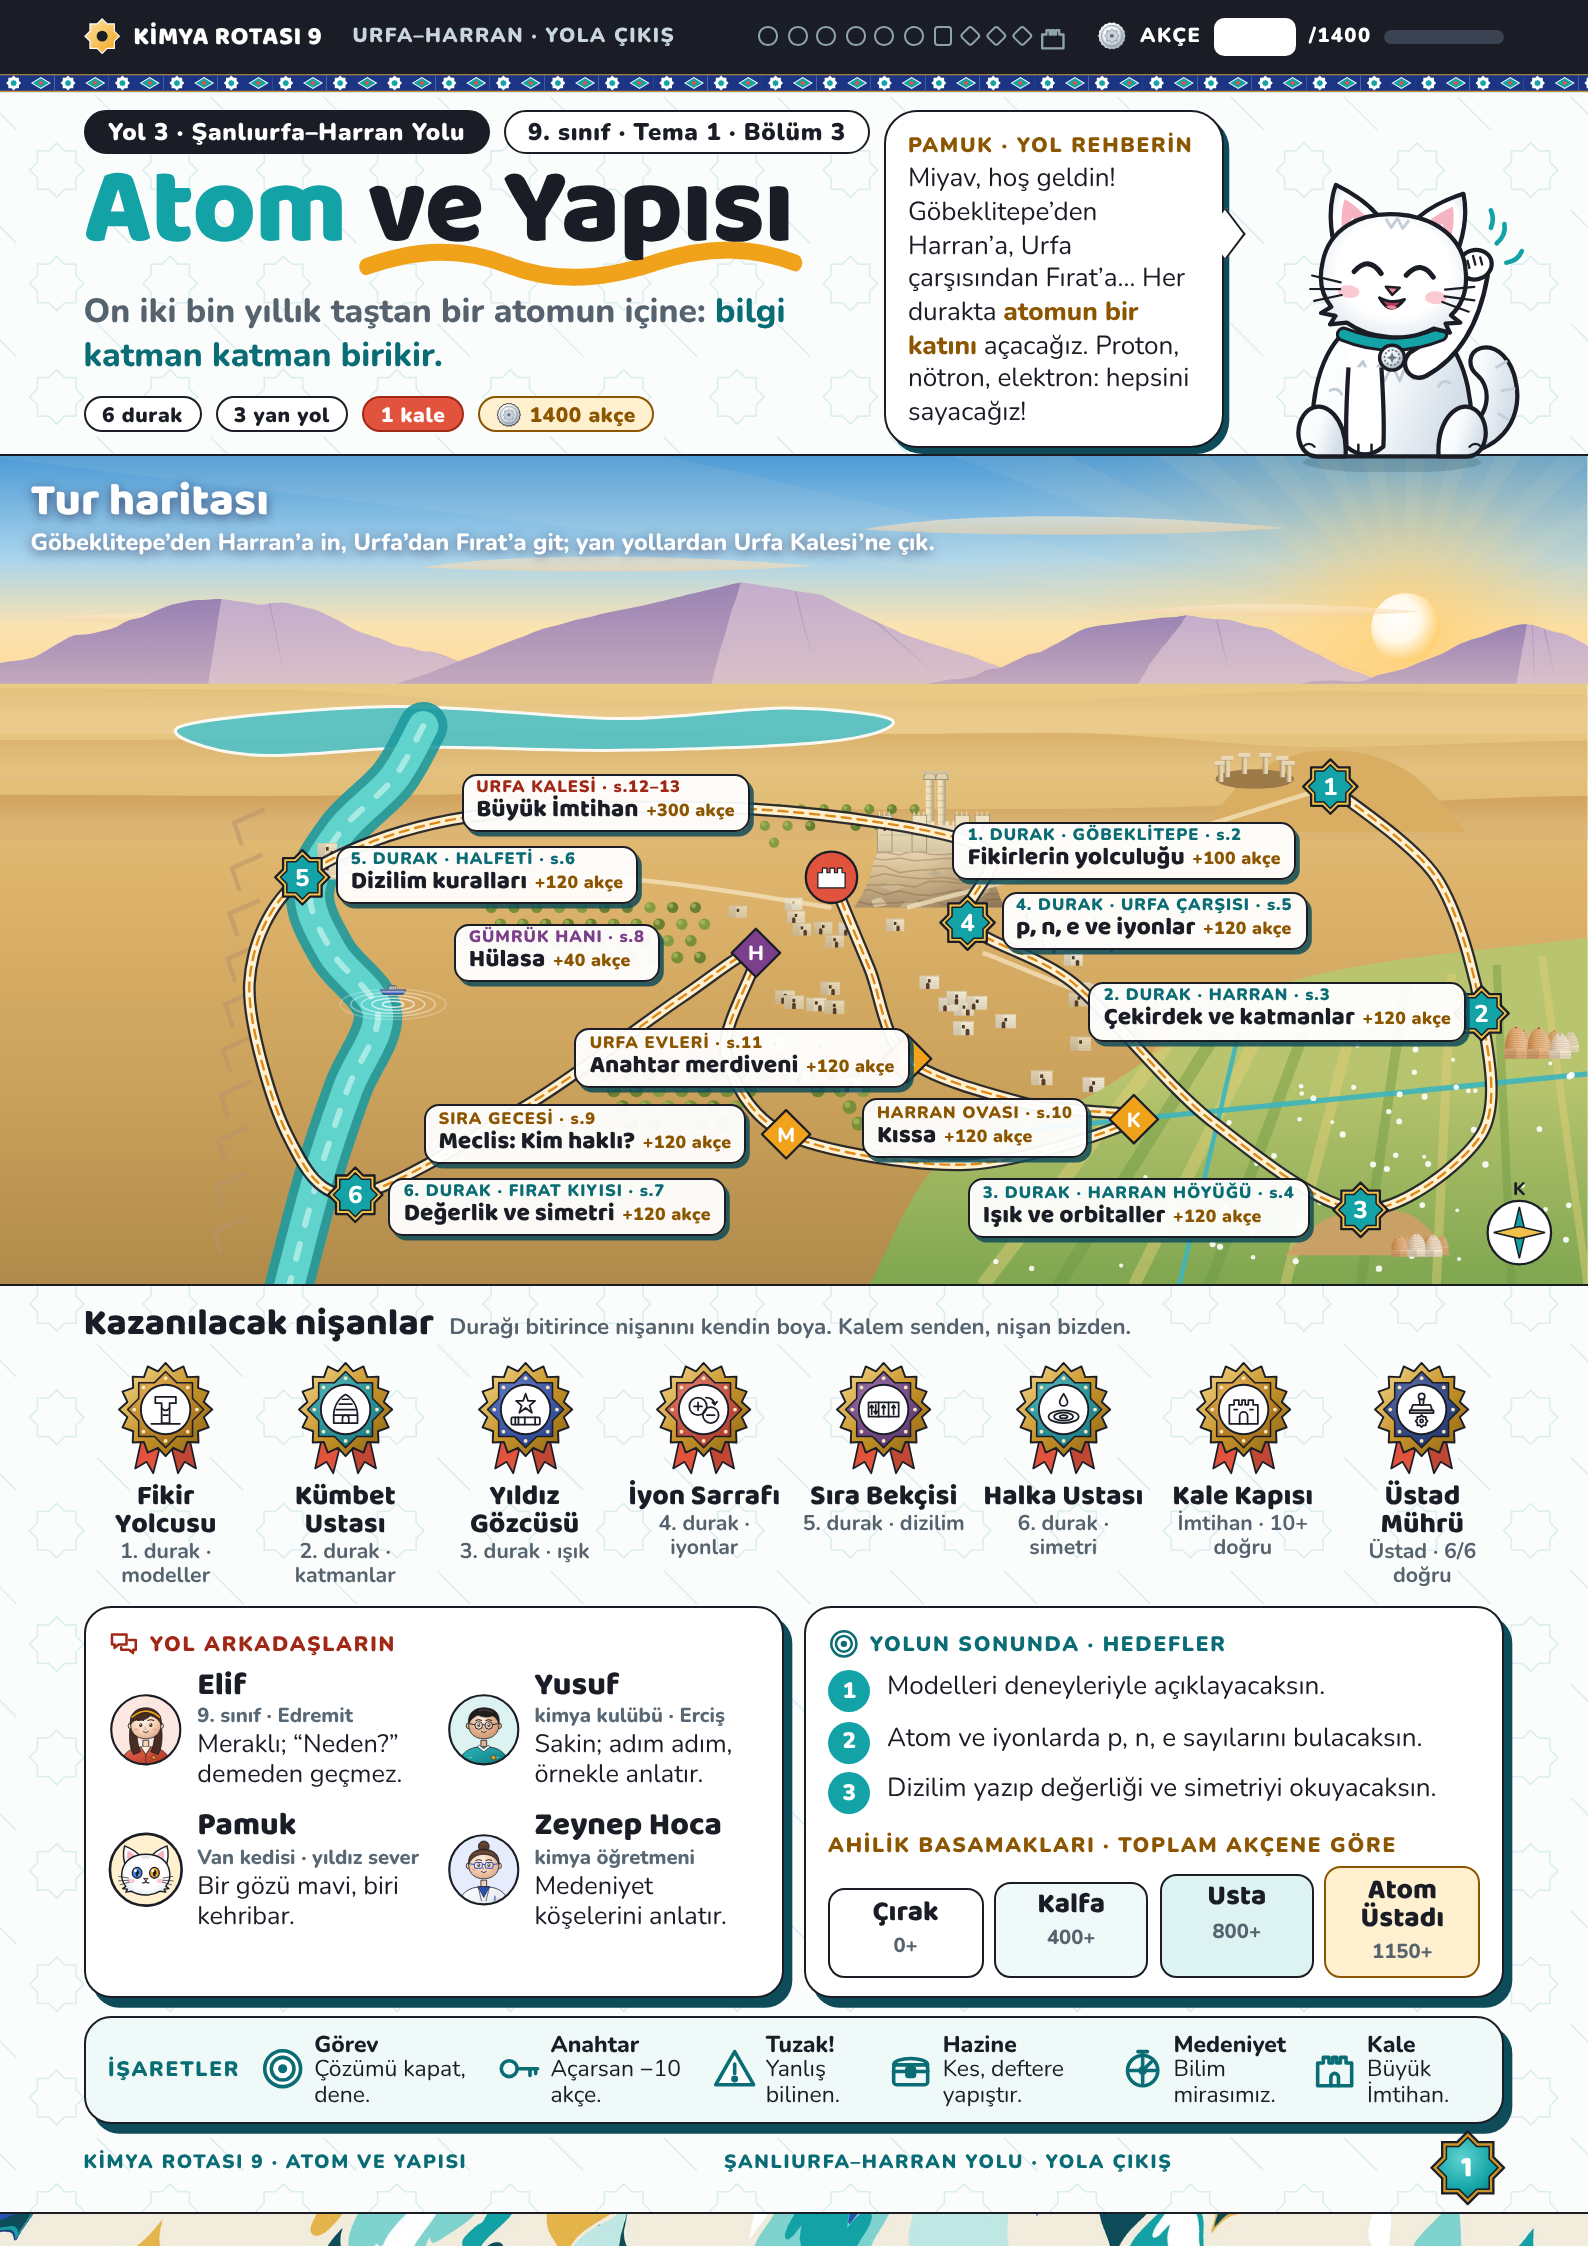 KİMYA ROTASI 9
URFA–HARRAN · YOLA ÇIKIŞ
AKÇE
/1400
Yol 3 · Şanlıurfa–Harran Yolu
9. sınıf · Tema 1 · Bölüm 3
Atom ve Yapısı
On iki bin yıllık taştan bir atomun içine: bilgi
katman katman birikir.
6 durak
3 yan yol
1 kale
1400 akçe
PAMUK · YOL REHBERİN
Miyav, hoş geldin!
Göbeklitepe’den
Harran’a, Urfa
çarşısından Fırat’a… Her
durakta atomun bir
katını açacağız. Proton,
nötron, elektron: hepsini
sayacağız!
Tur haritası
Göbeklitepe’den Harran’a in, Urfa’dan Fırat’a git; yan yollardan Urfa Kalesi’ne çık.
URFA KALESİ · s.12–13
Büyük İmtihan +300 akçe
1
1. DURAK · GÖBEKLİTEPE · s.2
Fikirlerin yolculuğu +100 akçe
5
5. DURAK · HALFETİ · s.6
Dizilim kuralları +120 akçe
4
4. DURAK · URFA ÇARŞISI · s.5
p, n, e ve iyonlar +120 akçe
GÜMRÜK HANI · s.8
Hülasa +40 akçe
H
2. DURAK · HARRAN · s.3
Çekirdek ve katmanlar +120 akçe
2
URFA EVLERİ · s.11
Anahtar merdiveni +120 akçe
SIRA GECESİ · s.9
Meclis: Kim haklı? +120 akçe
M
HARRAN OVASI · s.10
Kıssa +120 akçe
K
6
6. DURAK · FIRAT KIYISI · s.7
Değerlik ve simetri +120 akçe
3. DURAK · HARRAN HÖYÜĞÜ · s.4
Işık ve orbitaller +120 akçe
3
K
Kazanılacak nişanlar
Durağı bitirince nişanını kendin boya. Kalem senden, nişan bizden.
Fikir
Yolcusu
1. durak ·
modeller
Kümbet
Ustası
2. durak ·
katmanlar
Yıldız
Gözcüsü
3. durak · ışık
İyon Sarrafı
4. durak ·
iyonlar
Sıra Bekçisi
5. durak · dizilim
Halka Ustası
6. durak ·
simetri
Kale Kapısı
İmtihan · 10+
doğru
Üstad
Mührü
Üstad · 6/6
doğru
YOL ARKADAŞLARIN
Elif
9. sınıf · Edremit
Meraklı; “Neden?”
demeden geçmez.
Yusuf
kimya kulübü · Erciş
Sakin; adım adım,
örnekle anlatır.
Pamuk
Van kedisi · yıldız sever
Bir gözü mavi, biri
kehribar.
Zeynep Hoca
kimya öğretmeni
Medeniyet
köşelerini anlatır.
YOLUN SONUNDA · HEDEFLER
1 Modelleri deneyleriyle açıklayacaksın.
2 Atom ve iyonlarda p, n, e sayılarını bulacaksın.
3 Dizilim yazıp değerliği ve simetriyi okuyacaksın.
AHİLİK BASAMAKLARI · TOPLAM AKÇENE GÖRE
Çırak
0+
Kalfa
400+
Usta
800+
Atom
Üstadı
1150+
İŞARETLER
Görev
Çözümü kapat,
dene.
Anahtar
Açarsan −10
akçe.
Tuzak!
Yanlış
bilinen.
Hazine
Kes, deftere
yapıştır.
Medeniyet
Bilim
mirasımız.
Kale
Büyük
İmtihan.
KİMYA ROTASI 9 · ATOM VE YAPISI
ŞANLIURFA–HARRAN YOLU · YOLA ÇIKIŞ
1